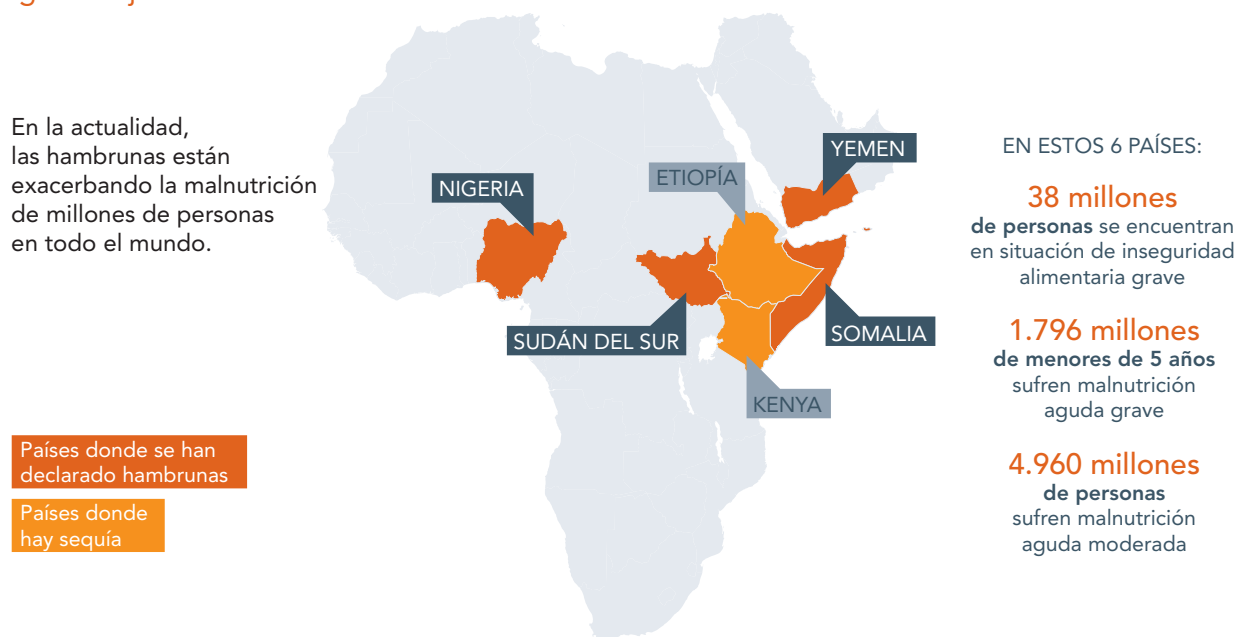 En la actualidad,
las hambrunas están
exacerbando la malnutrición
de millones de personas
en todo el mundo.
NIGERIA
ETIOPÍA
YEMEN
SUDÁN DEL SUR
SOMALIA
KENYA
Países donde se han
declarado hambrunas
Países donde
hay sequía
EN ESTOS 6 PAÍSES:
38 millones
de personas se encuentran
en situación de inseguridad
alimentaria grave
1.796 millones
de menores de 5 años
sufren malnutrición
aguda grave
4.960 millones
de personas
sufren malnutrición
aguda moderada